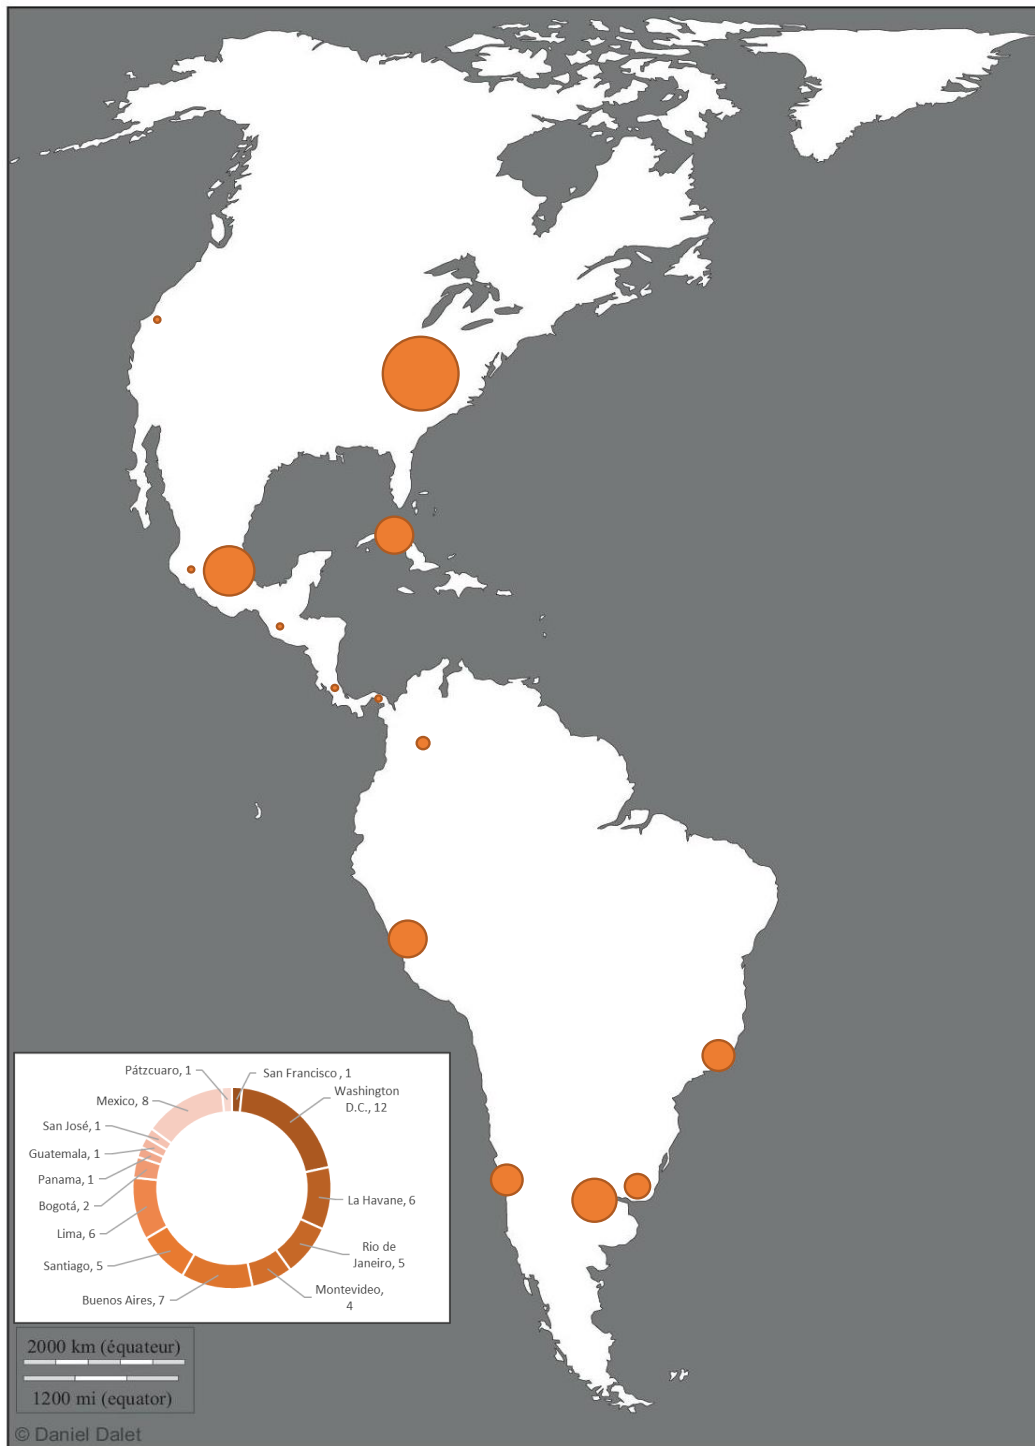 Pátzcuaro, 1
San Francisco , 1
Washington
D.C., 12
Mexico, 8
San José, 1
Guatemala, 1
Panama, 1
La Havane, 6
Bogotá, 2
Lima, 6
Rio de
Janeiro, 5
Santiago, 5
Montevideo,
4
Buenos Aires, 7
2000 km (équateur)
1200 mi (equator)
© Daniel Dalet